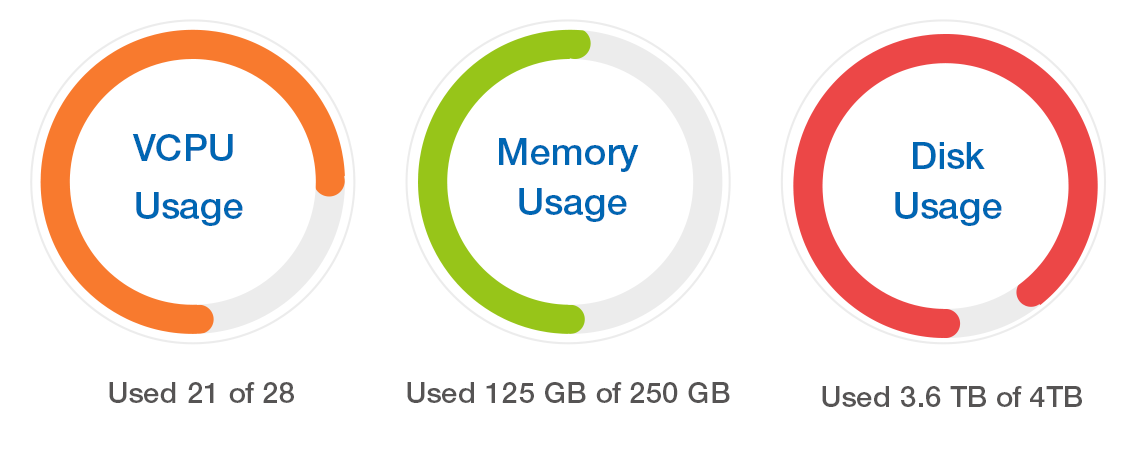 VCPU
Usage
Used 21 of 28
Memory
Usage
Used 125 GB of 250 GB
Disk
Usage
Used 3.6 TB of 4TB